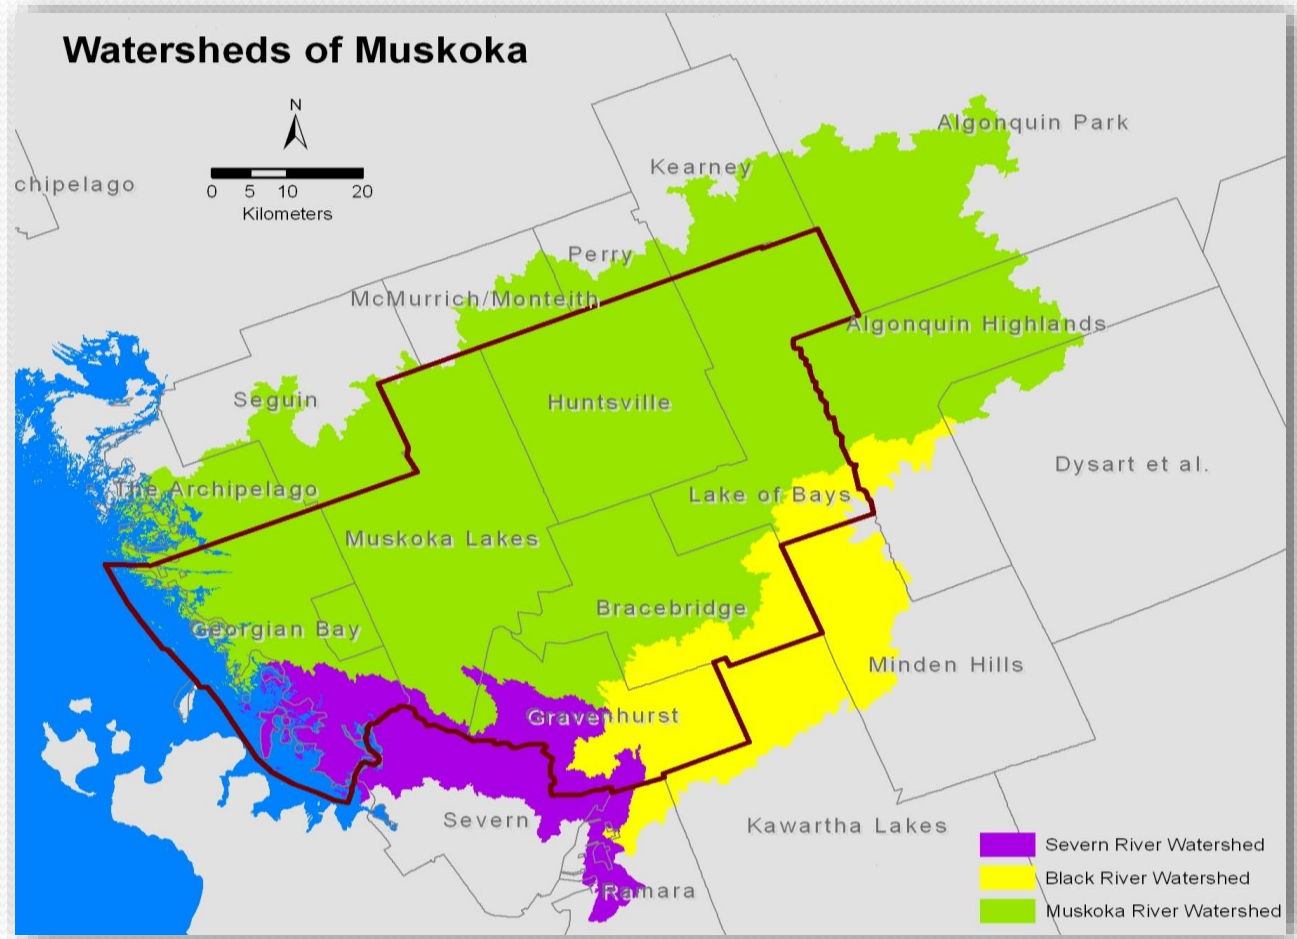 Watersheds of Muskoka
N
0 5 10 20
Kilometers
Algonquin Park
Kearney
chipelago
Perry
McMurrich/Monteith
Algonquin Highlands
Seguin
Huntsville
Dysart et al.
The Archipelago
Lake of Bays
Muskoka Lakes
Bracebridge
Georgian Bay
Minden Hills
Gravenhurst
Severn
Kawartha Lakes
Ramara
Severn River Watershed
Black River Watershed
Muskoka River Watershed